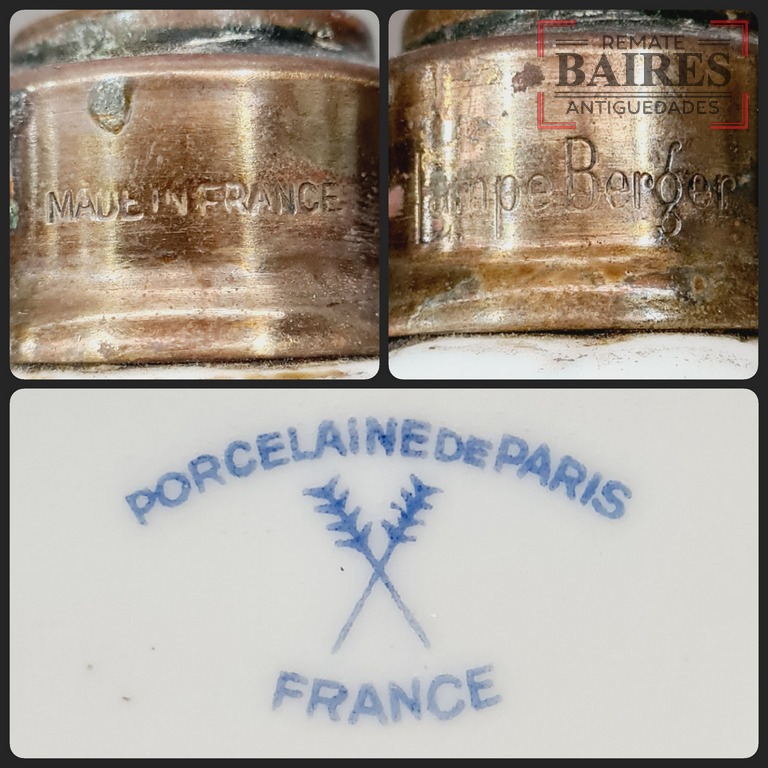 MADE IN FRANCE
REMATE
BAIRES
ANTIGUEDADES
Lampe Berger
PORCELAINE DE PARIS
FRANCE